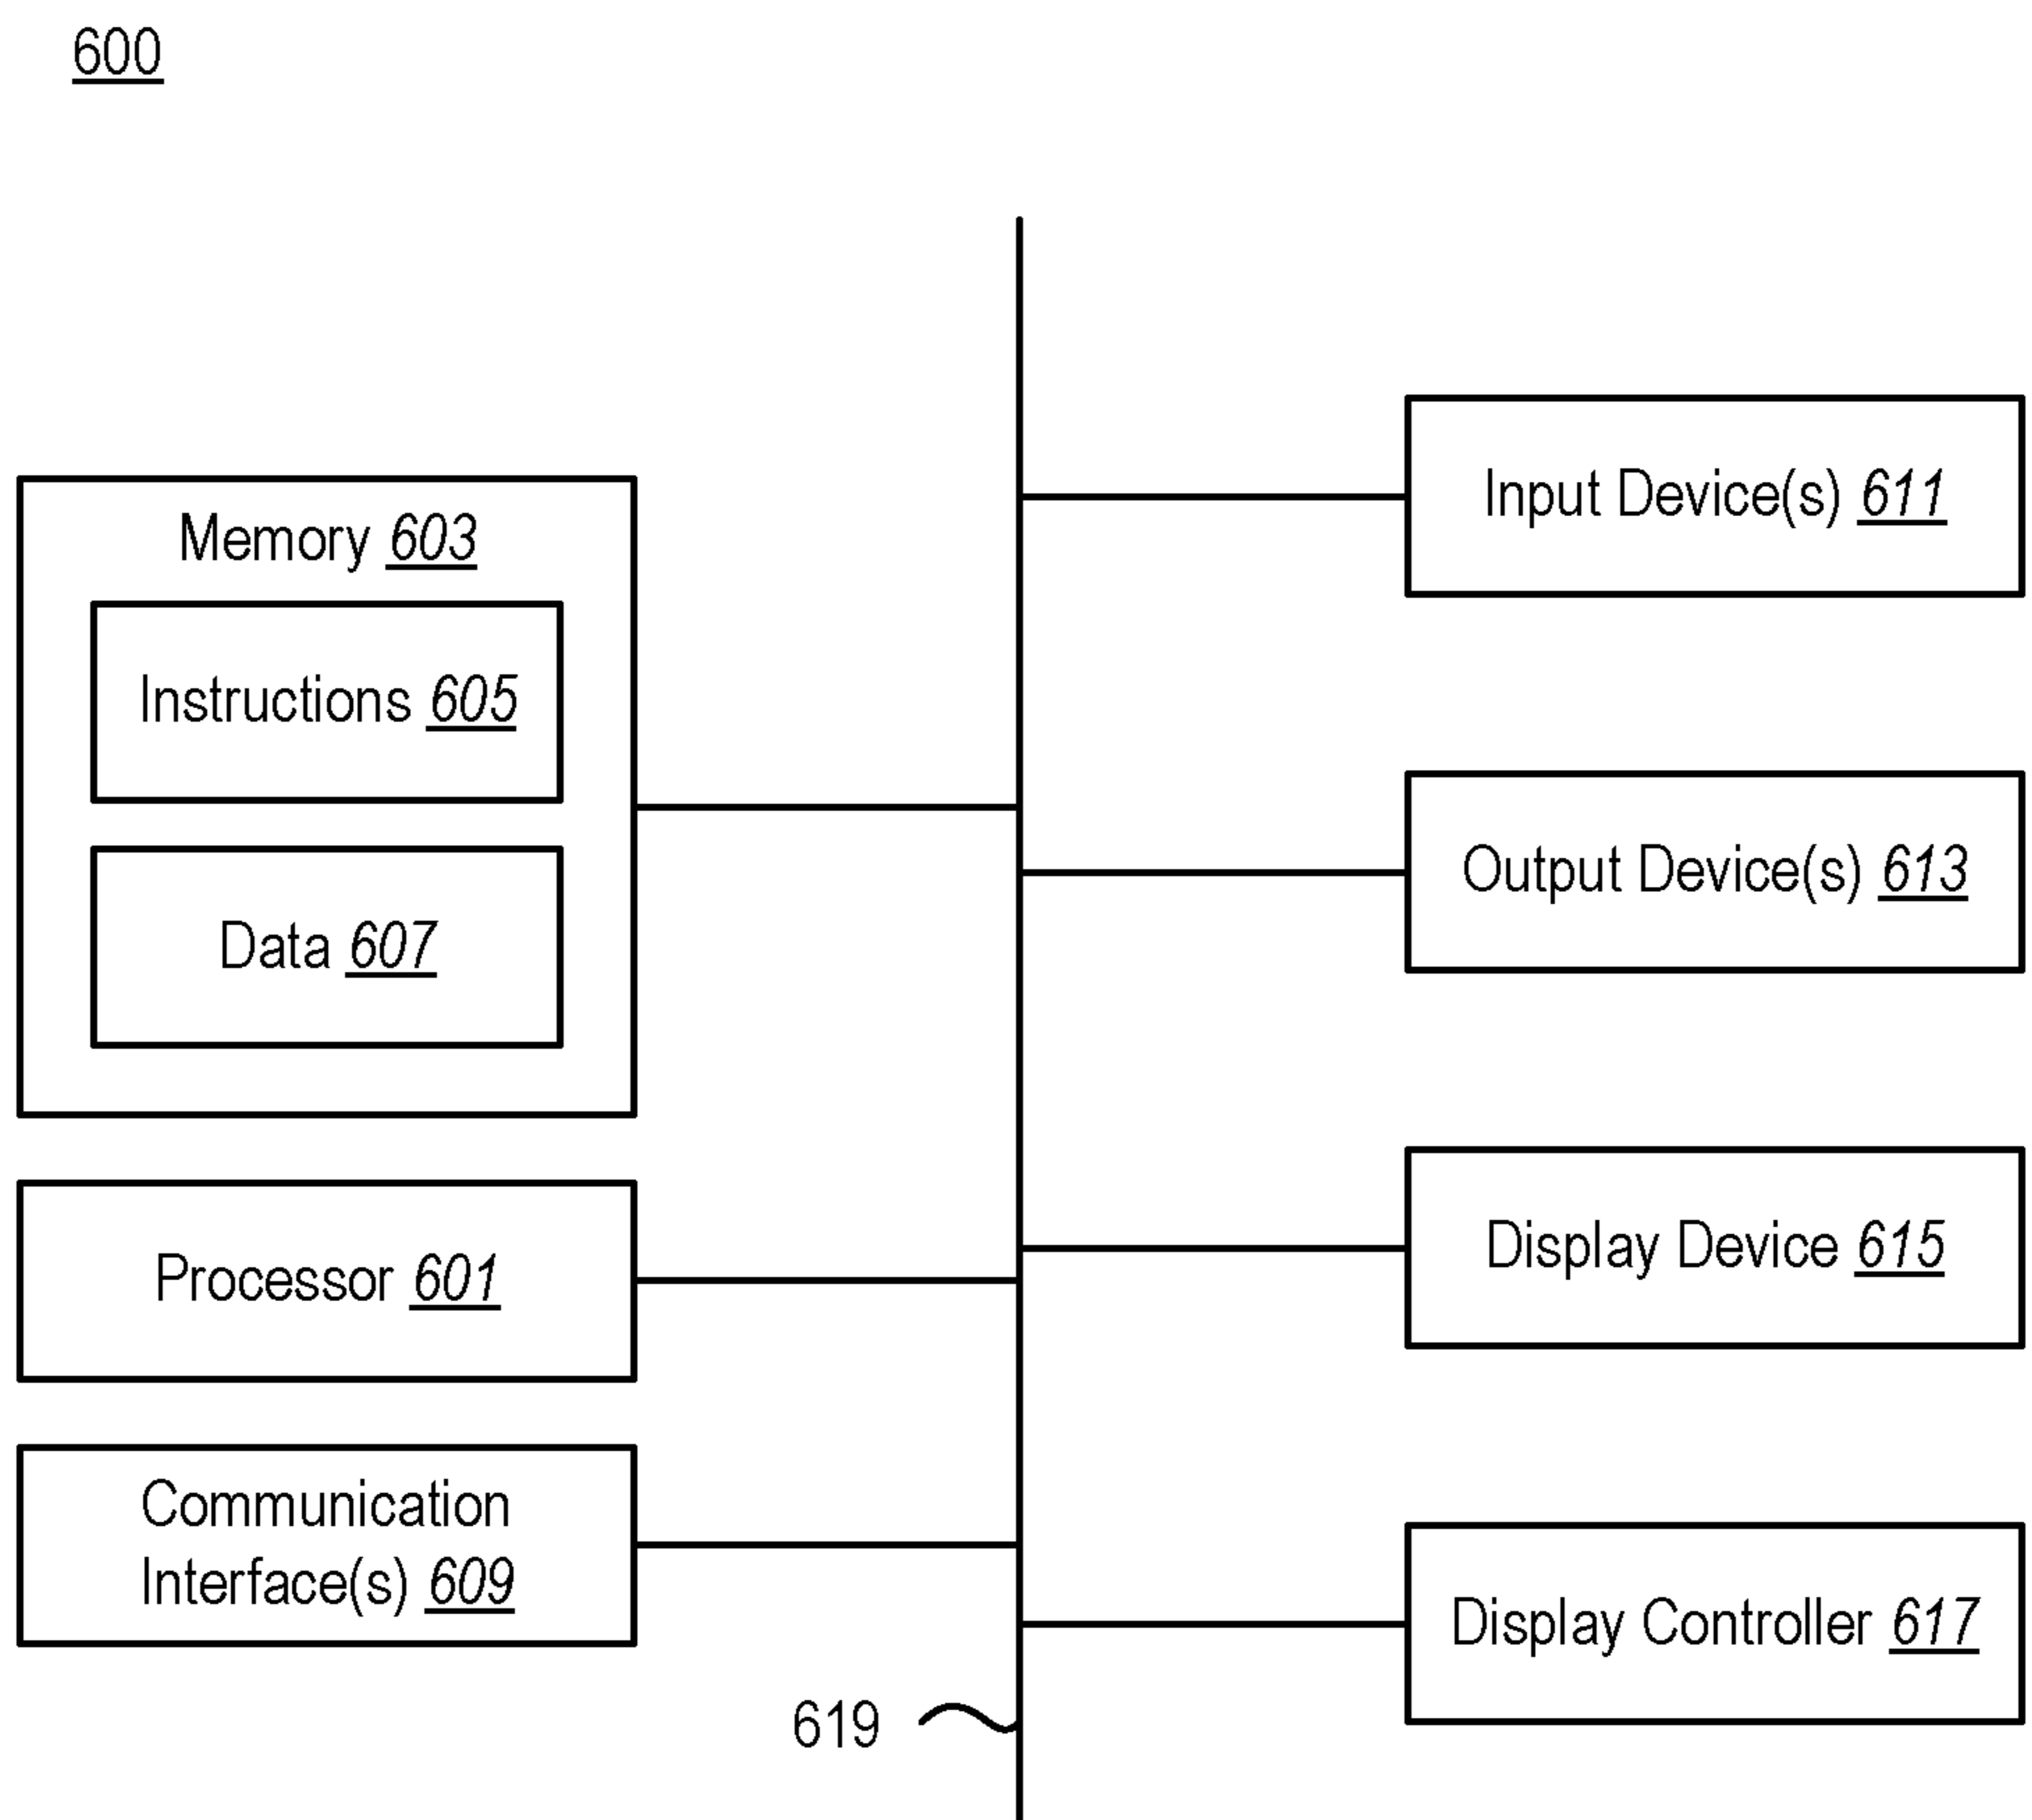 600
Memory 603
Instructions 605
Data 607
Processor 601
Communication
Interface(s) 609
Input Device(s) 611
Output Device(s) 613
Display Device 615
Display Controller 617
619